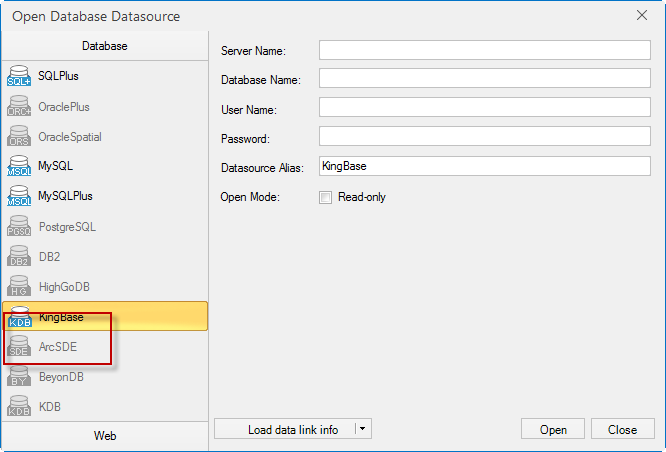 Open Database Datasource
Database
SQL+ SQLPlus
ORC+ OraclePlus
ORS OracleSpatial
MSQL MySQL
MSQL MySQLPlus
PGSQ PostgreSQL
DB2 DB2
HG HighGoDB
KDB KingBase
SDE ArcSDE
BY BeyonDB
KDB KDB
Web
Server Name:
Database Name:
User Name:
Password:
Datasource Alias: KingBase
Open Mode: Read-only
Load data link info
Open Close